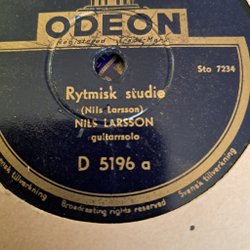 ODEON
Registered Trade-Mark
Sto 7234
Rytmisk studie
(Nils Larsson)
NILS LARSSON
guitarrsolo
D 5196 a
Svensk tillverkning
Broadcasting rights reserved
Svensk tillverkning